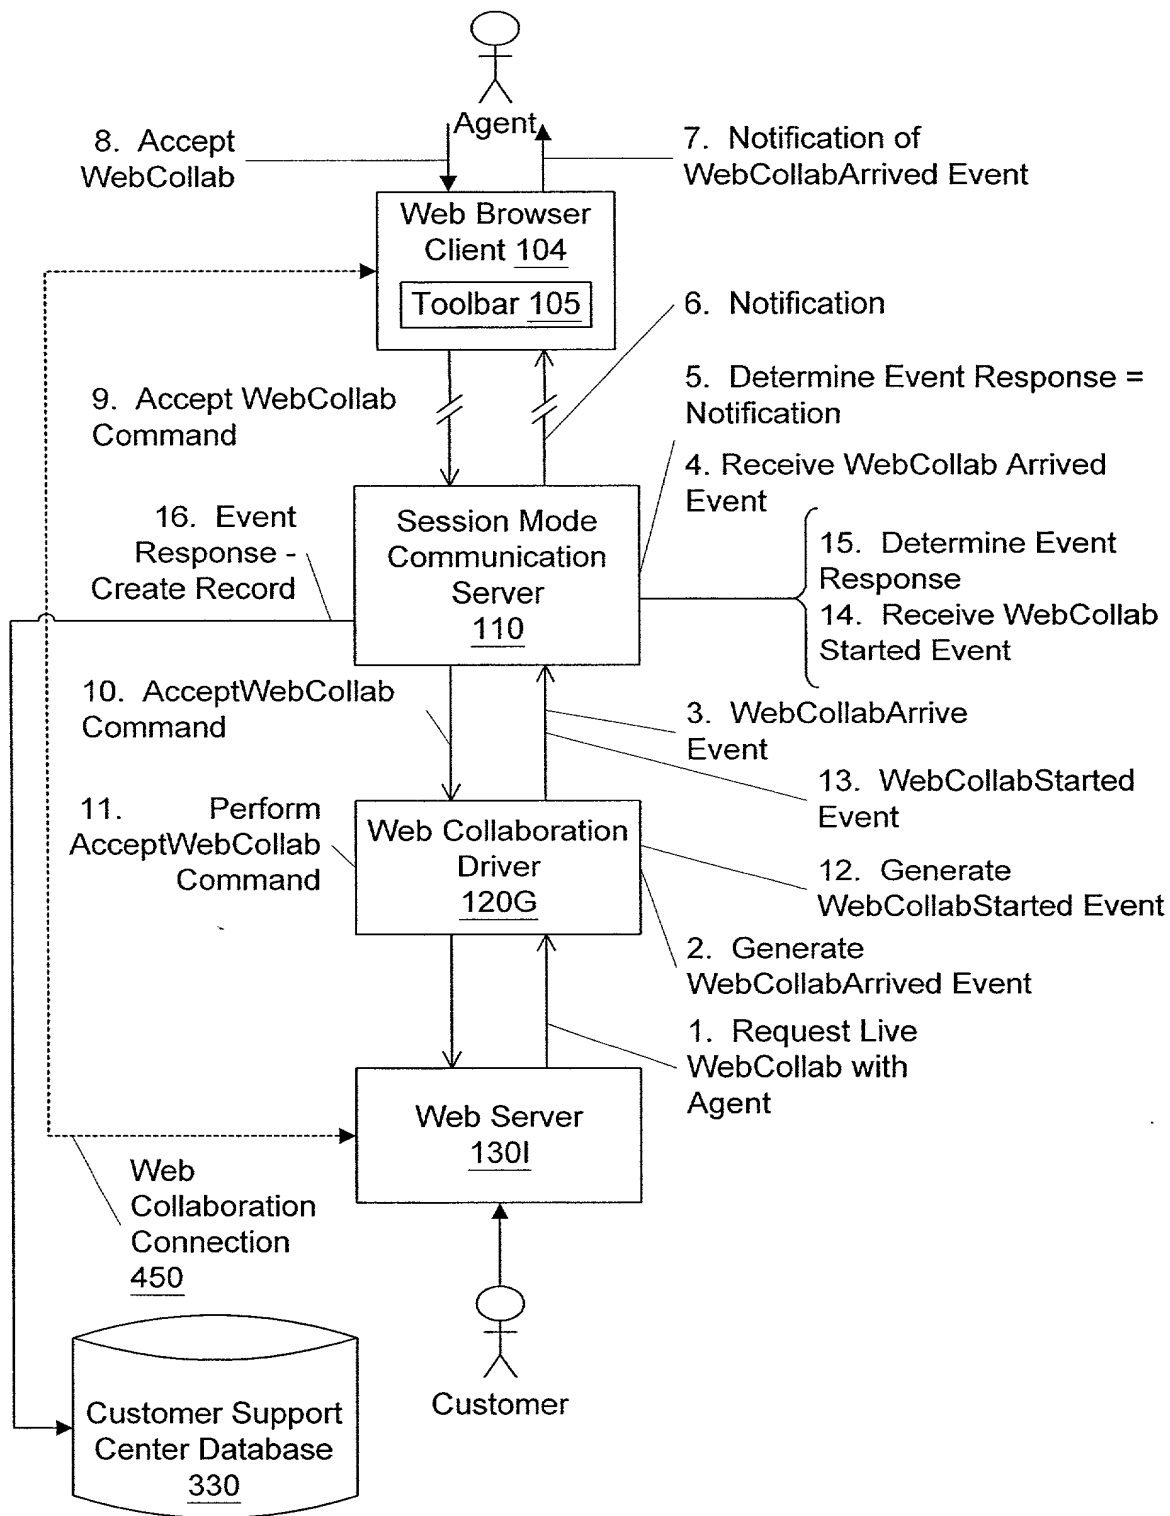 Agent
8. Accept
WebCollab
7. Notification of
WebCollabArrived Event
Web Browser
Client 104
Toolbar 105
6. Notification
9. Accept WebCollab
Command
5. Determine Event Response =
Notification
4. Receive WebCollab Arrived
Event
16. Event
Response -
Create Record
Session Mode
Communication
Server
110
15. Determine Event
Response
14. Receive WebCollab
Started Event
10. AcceptWebCollab
Command
3. WebCollabArrive
Event
13. WebCollabStarted
Event
11. Perform
AcceptWebCollab
Command
Web Collaboration
Driver
120G
12. Generate
WebCollabStarted Event
2. Generate
WebCollabArrived Event
1. Request Live
WebCollab with
Agent
Web Server
130I
Web
Collaboration
Connection
450
Customer
Customer Support
Center Database
330